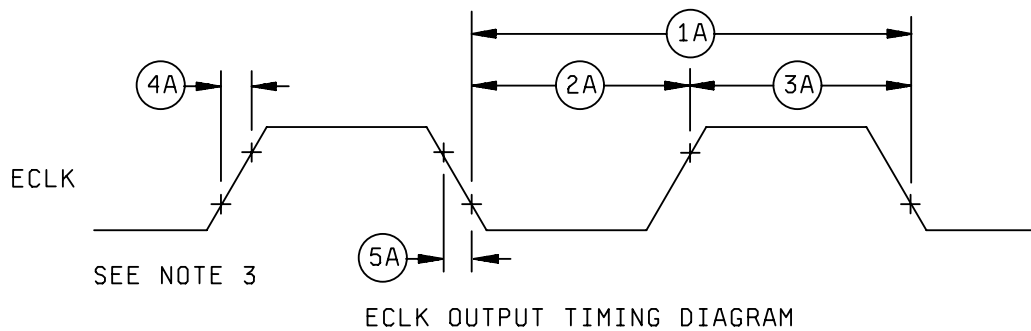 1A
4A
2A
3A
ECLK
5A
SEE NOTE 3
ECLK OUTPUT TIMING DIAGRAM